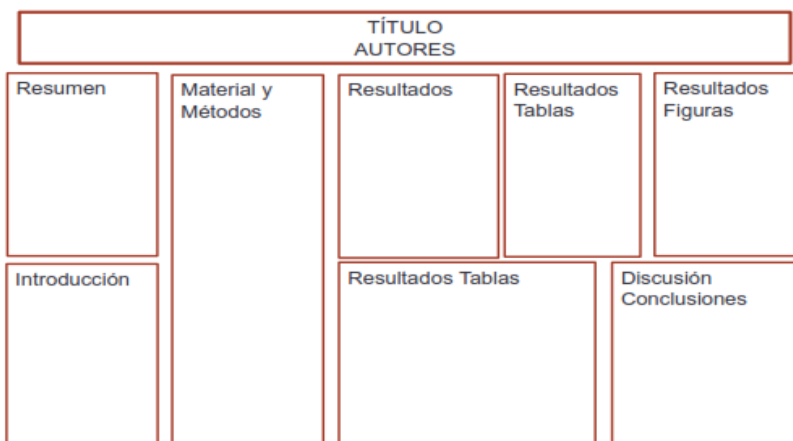 TÍTULO
AUTORES
Resumen
Material y
Métodos
Resultados
Resultados
Tablas
Resultados
Figuras
Introducción
Resultados Tablas
Discusión
Conclusiones